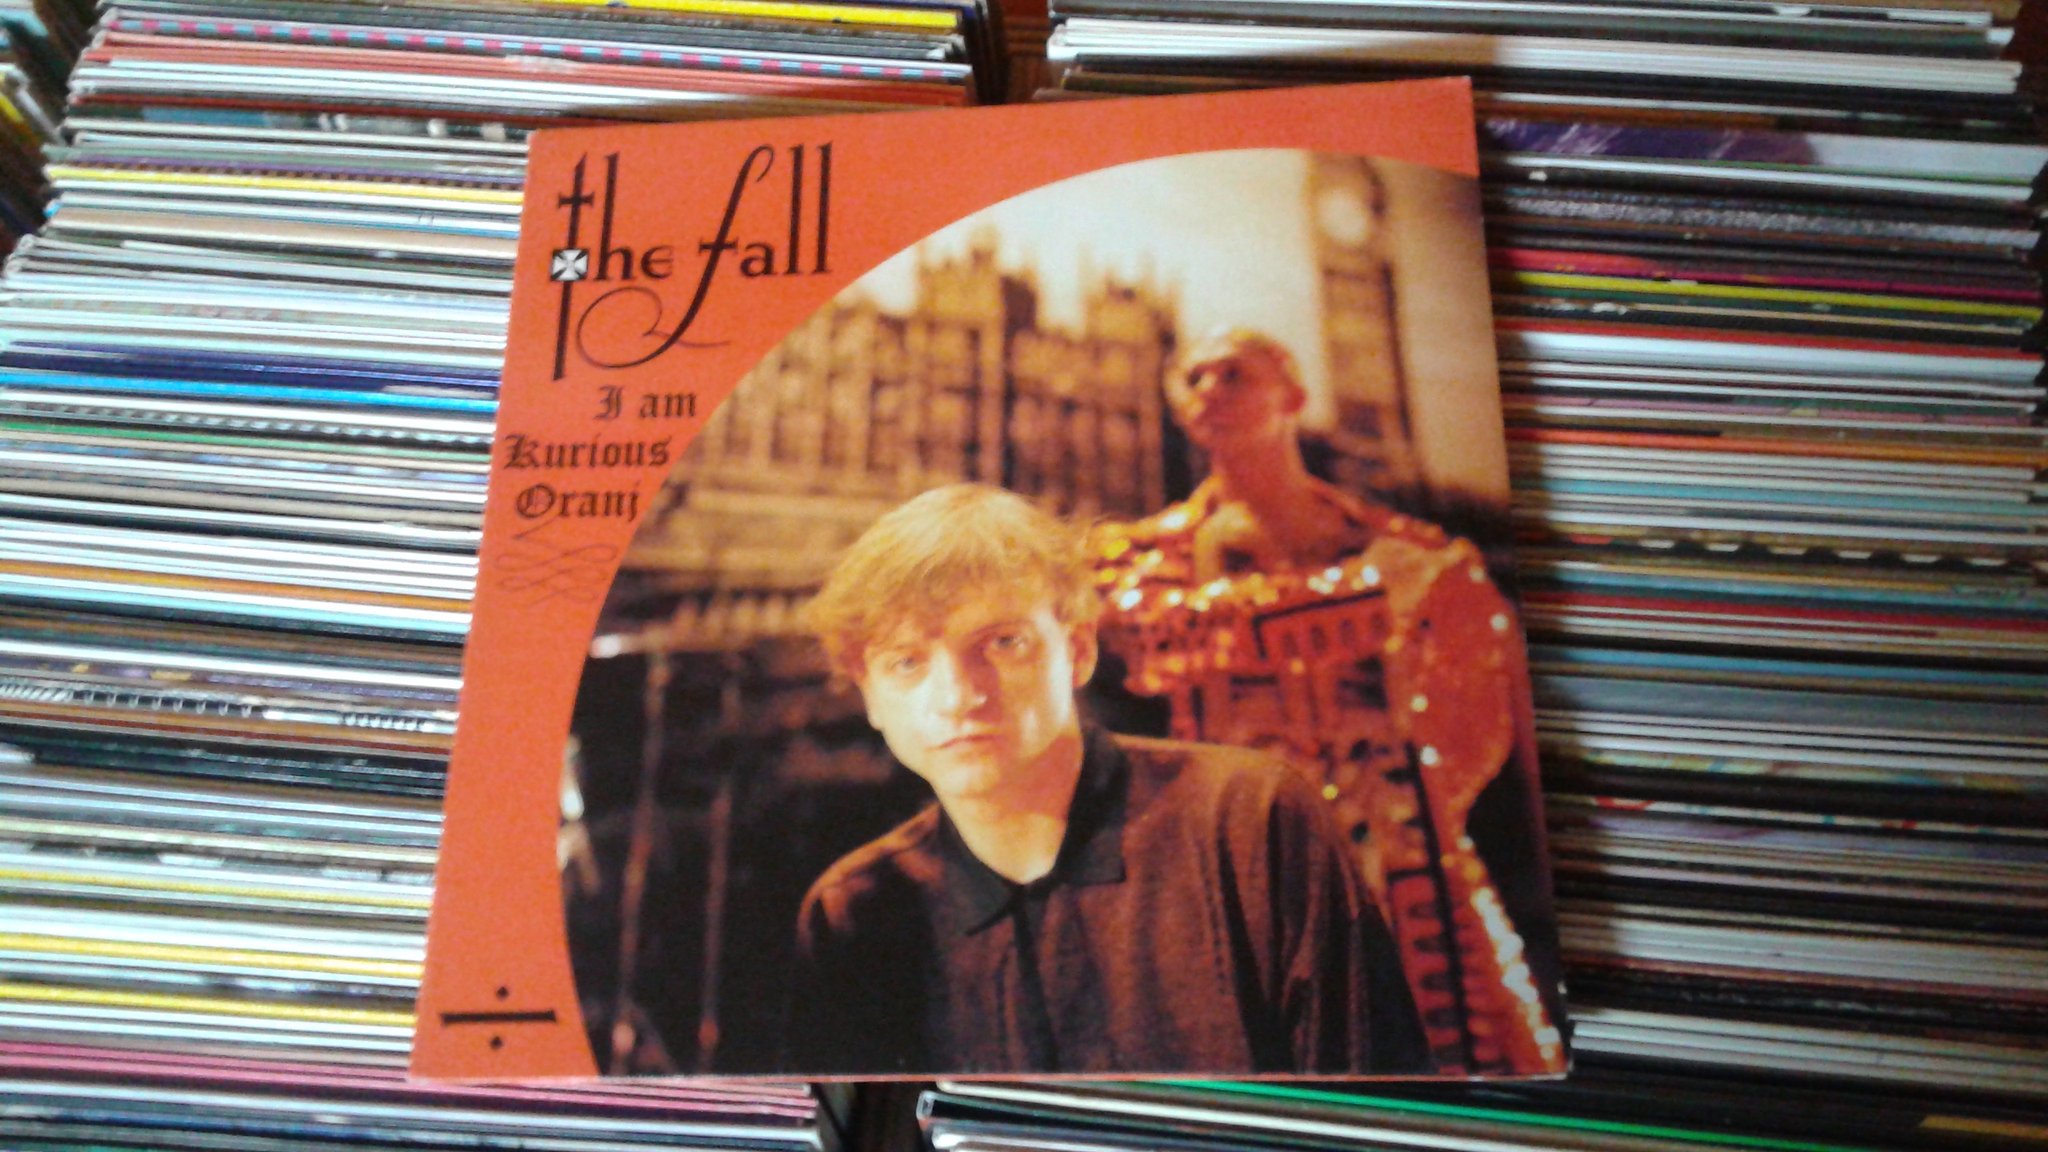 the fall
I am
Kurious
Oranj